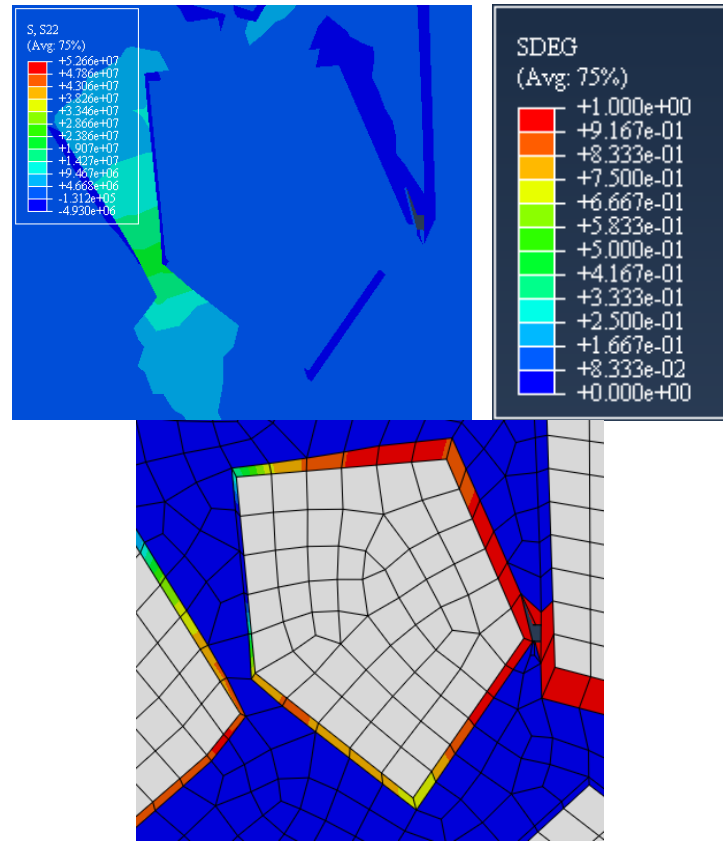 S, S22
(Avg: 75%)
+5.266e+07
+4.786e+07
+4.306e+07
+3.826e+07
+3.346e+07
+2.866e+07
+2.386e+07
+1.907e+07
+1.427e+07
+9.467e+06
+4.668e+06
-1.312e+05
-4.930e+06
SDEG
(Avg: 75%)
+1.000e+00
+9.167e-01
+8.333e-01
+7.500e-01
+6.667e-01
+5.833e-01
+5.000e-01
+4.167e-01
+3.333e-01
+2.500e-01
+1.667e-01
+8.333e-02
+0.000e+00